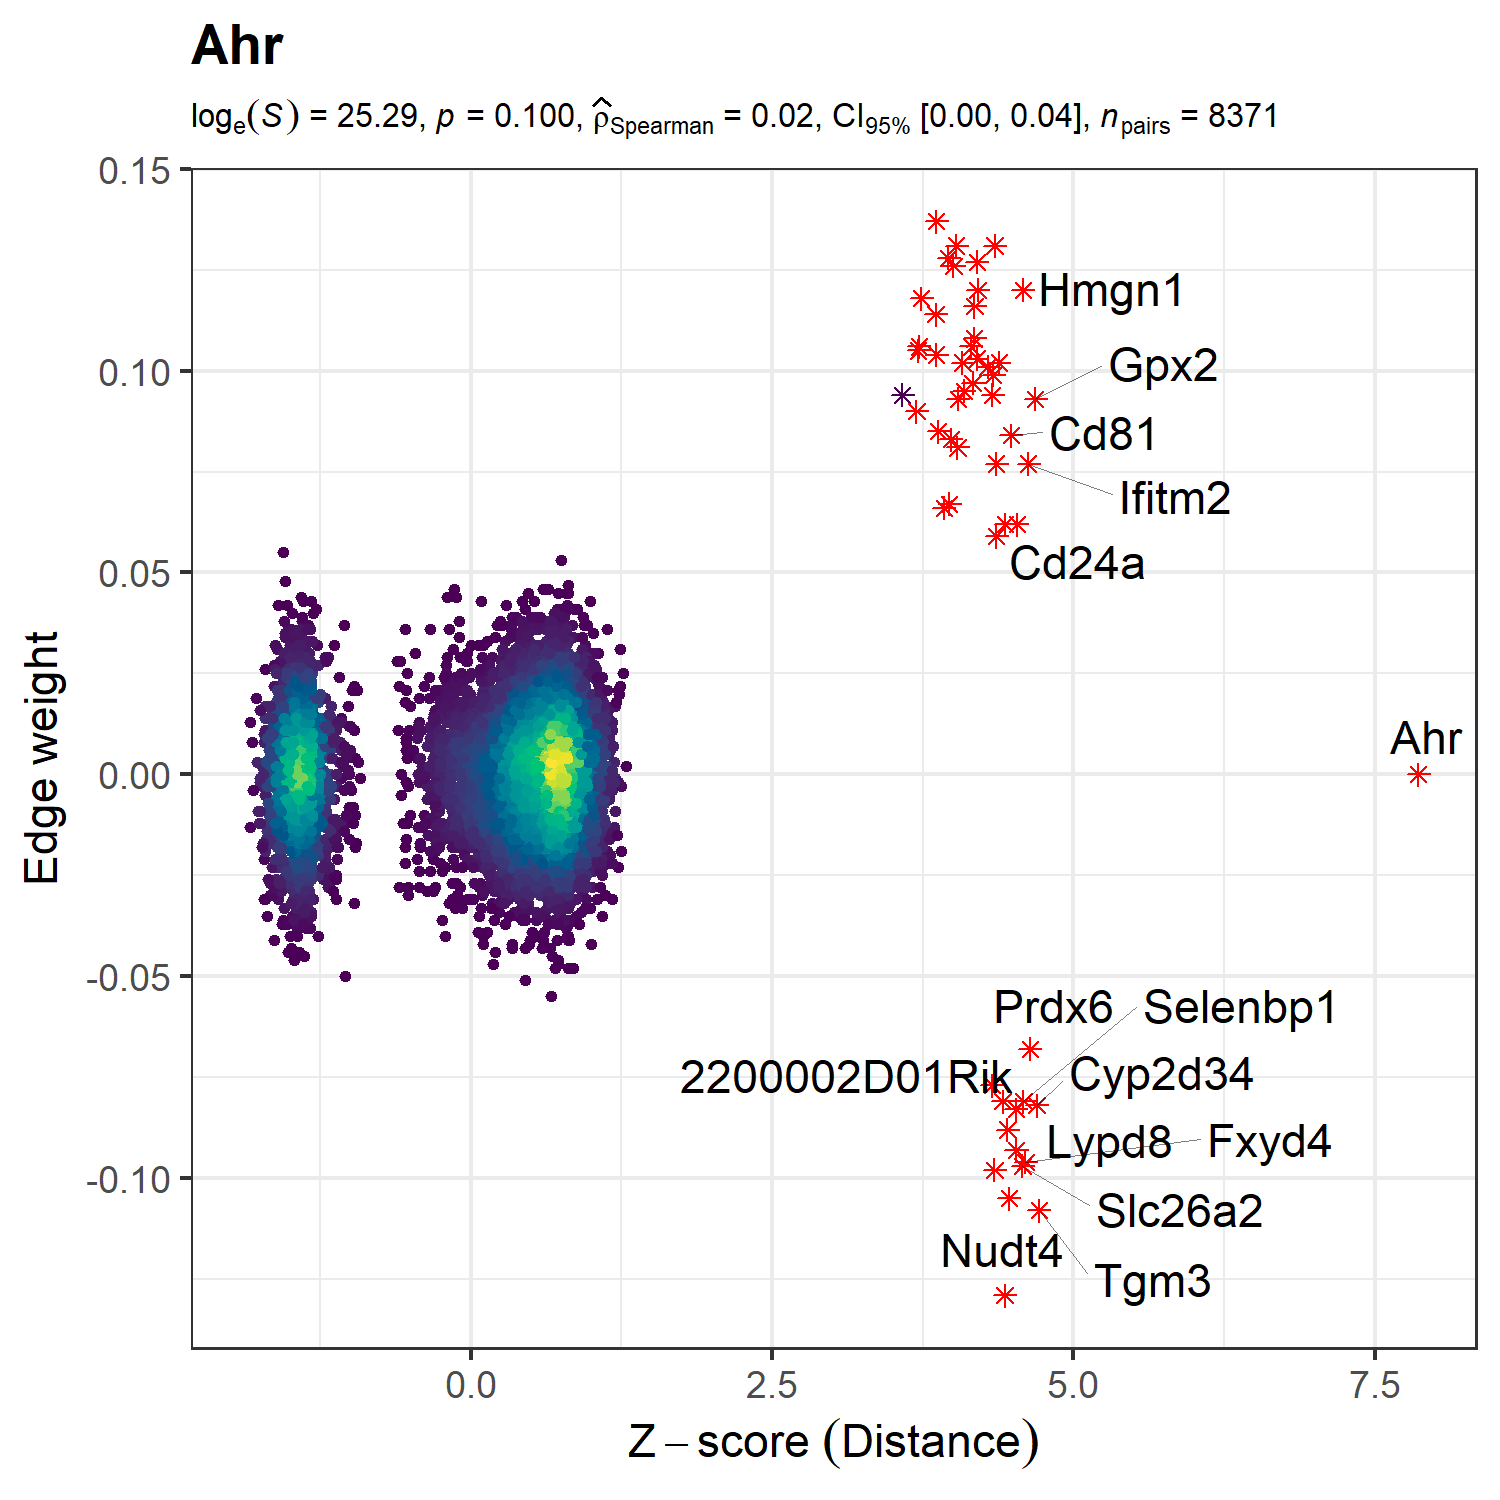 Ahr
logₑ(S) = 25.29, p = 0.100, ρ̂Spearman = 0.02, CI95% [0.00, 0.04], npairs = 8371
0.15
0.10
0.05
0.00
-0.05
-0.10
Edge weight
Hmgn1
Gpx2
Cd81
Ifitm2
Cd24a
Ahr
Prdx6
Selenbp1
2200002D01Rik
Cyp2d34
Lypd8
Fxyd4
Slc26a2
Nudt4
Tgm3
0.0
2.5
5.0
7.5
Z – score (Distance)